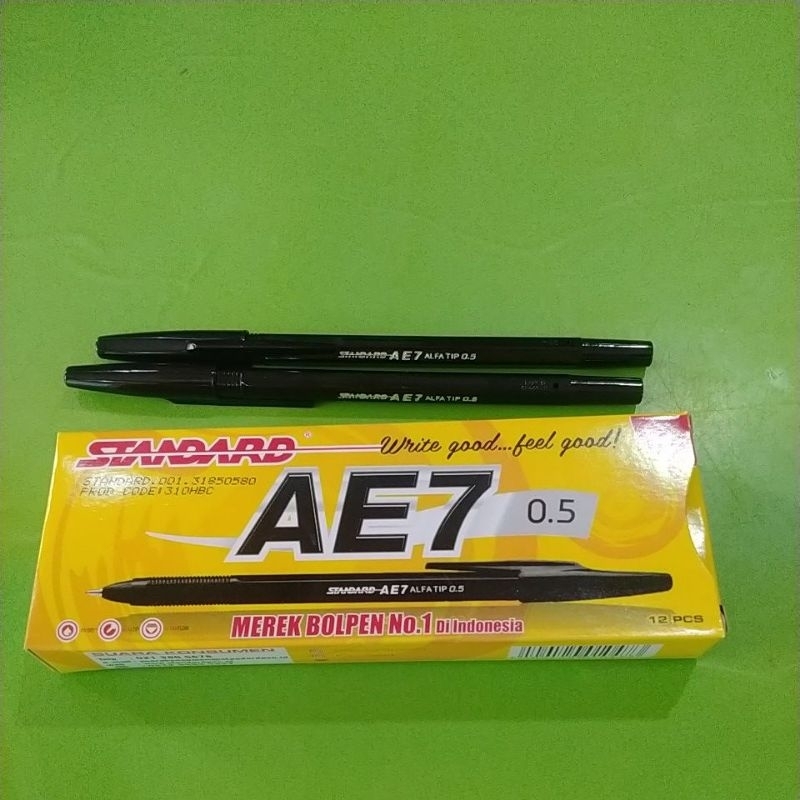 STANDARD AE7 ALFA TIP 0.5
STANDARD AE7 ALFA TIP 0.5
STANDARD®
Write good...feel good!
STANDARD.001.31850580
PROD CODE:310HBC
AE7 0.5
STANDARD AE7 ALFA TIP 0.5
MEREK BOLPEN No.1 Di Indonesia
12 PCS
SUARA KONSUMEN